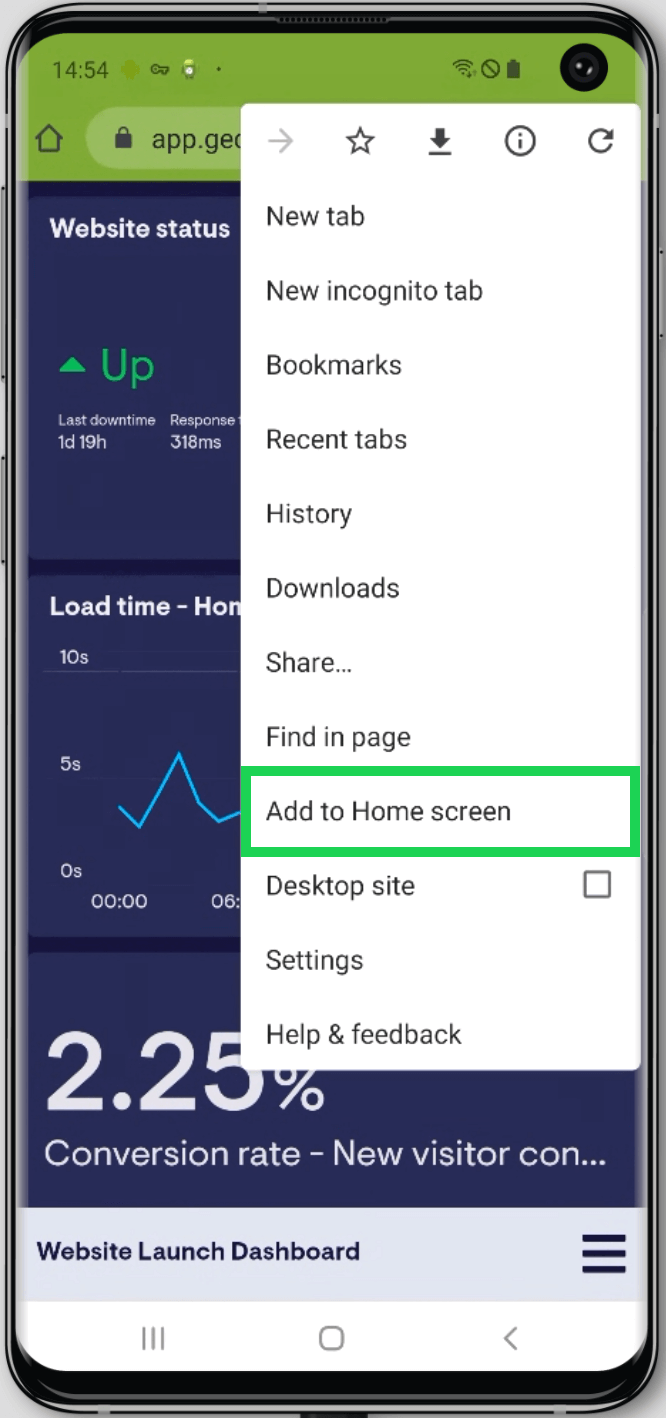 14:54
app.geo
New tab
New incognito tab
Bookmarks
Recent tabs
History
Downloads
Share...
Find in page
Add to Home screen
Desktop site
Settings
Help & feedback
Website status
Up
Last downtime Response
1d 19h 318ms
Load time - Hom
10s
5s
0s
00:00 06:
2.25%
Conversion rate - New visitor con...
Website Launch Dashboard